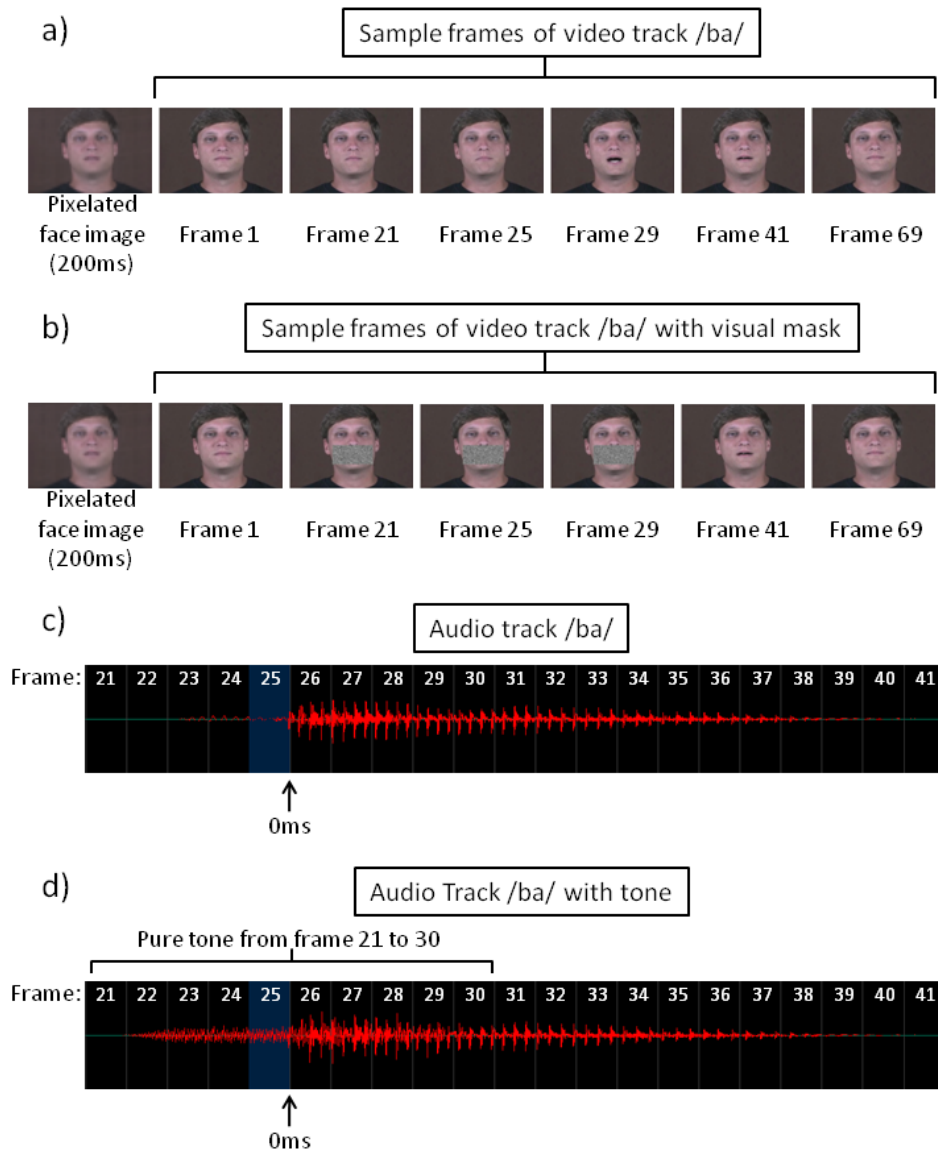 a)
Sample frames of video track /ba/
Pixelated
face image
(200ms)
Frame 1
Frame 21
Frame 25
Frame 29
Frame 41
Frame 69
b)
Sample frames of video track /ba/ with visual mask
Pixelated
face image
(200ms)
Frame 1
Frame 21
Frame 25
Frame 29
Frame 41
Frame 69
c)
Audio track /ba/
Frame: 21 22 23 24 25 26 27 28 29 30 31 32 33 34 35 36 37 38 39 40 41
0ms
d)
Audio Track /ba/ with tone
Pure tone from frame 21 to 30
Frame: 21 22 23 24 25 26 27 28 29 30 31 32 33 34 35 36 37 38 39 40 41
0ms